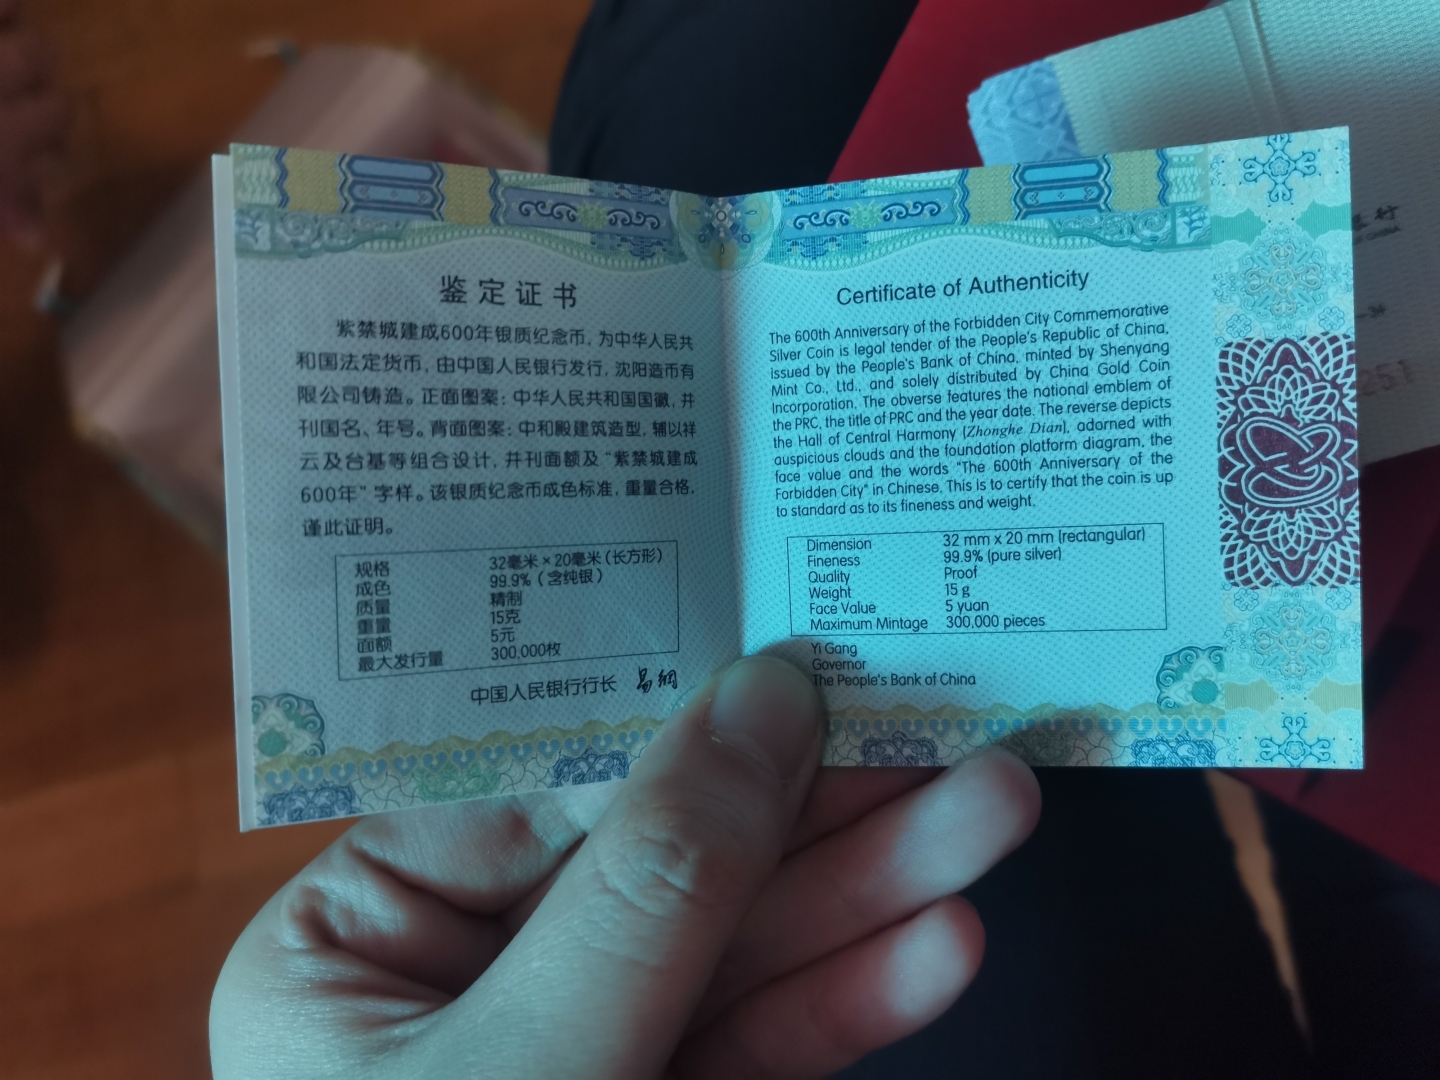 鉴定证书
紫禁城建成600年银质纪念币，为中华人民共
和国法定货币，由中国人民银行发行，沈阳造币有
限公司铸造。正面图案：中华人民共和国国徽，并
刊国名、年号。背面图案：中和殿建筑造型，辅以祥
云及台基等组合设计，并刊面额及“紫禁城建成
600年”字样。该银质纪念币成色标准，重量合格，
谨此证明。
规格 32毫米×20毫米（长方形）
成色 99.9%（含纯银）
质量 精制
重量 15克
面额 5元
最大发行量 300,000枚
中国人民银行行长 易纲
Certificate of Authenticity
The 600th Anniversary of the Forbidden City Commemorative
Silver Coin is legal tender of the People's Republic of China,
issued by the People's Bank of China, minted by Shenyang
Mint Co., Ltd., and solely distributed by China Gold Coin
Incorporation. The obverse features the national emblem of
the PRC, the title of PRC and the year date. The reverse depicts
the Hall of Central Harmony (Zhonghe Dian), adorned with
auspicious clouds and the foundation platform diagram, the
face value and the words "The 600th Anniversary of the
Forbidden City" in Chinese. This is to certify that the coin is up
to standard as to its fineness and weight.
Dimension 32 mm x 20 mm (rectangular)
Fineness 99.9% (pure silver)
Quality Proof
Weight 15 g
Face Value 5 yuan
Maximum Mintage 300,000 pieces
Yi Gang
Governor
The People's Bank of China
行
CHINA
251